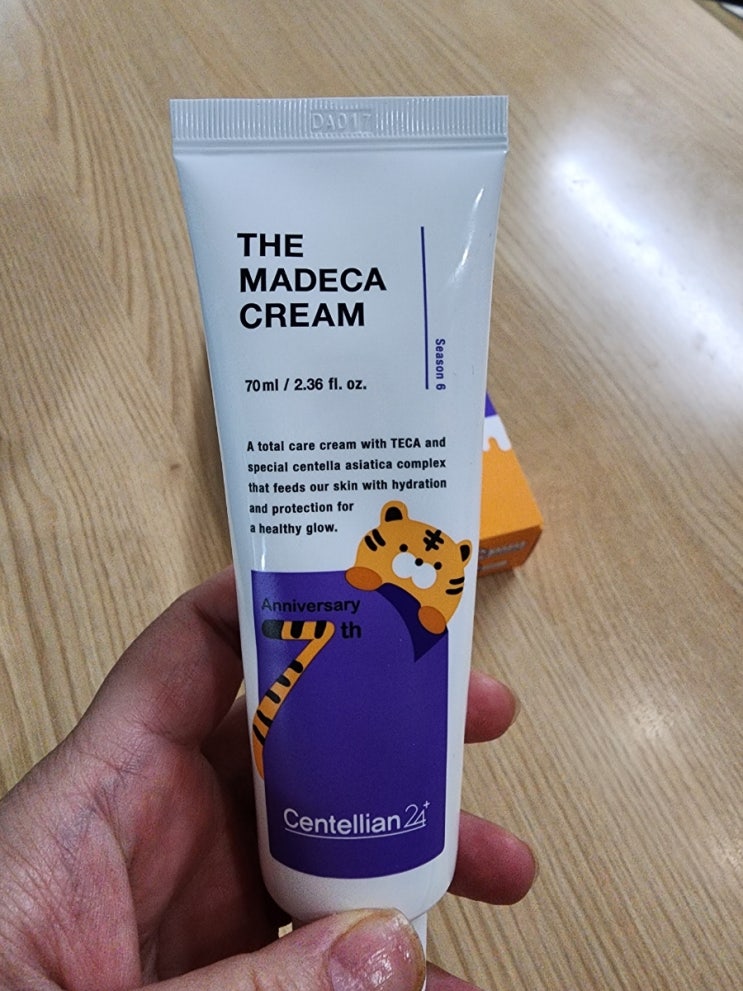 DA017
THE
MADECA
CREAM
Season 6
70ml / 2.36 fl. oz.
A total care cream with TECA and
special centella asiatica complex
that feeds our skin with hydration
and protection for
a healthy glow.
Anniversary
7th
Centellian24+